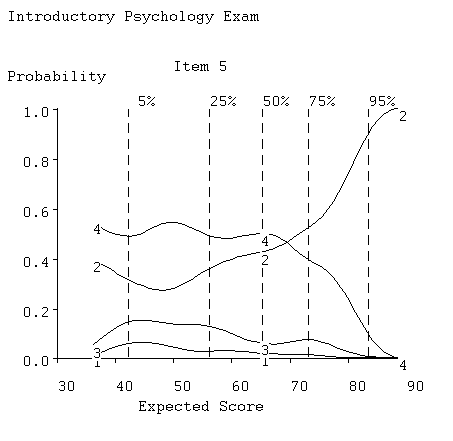 Introductory Psychology Exam
Item 5
Probability
5% 25% 50% 75% 95%
1.0
2
0.8
0.6
4
4
0.4
2
2
0.2
3
3
0.0
1
1
4
30 40 50 60 70 80 90
Expected Score